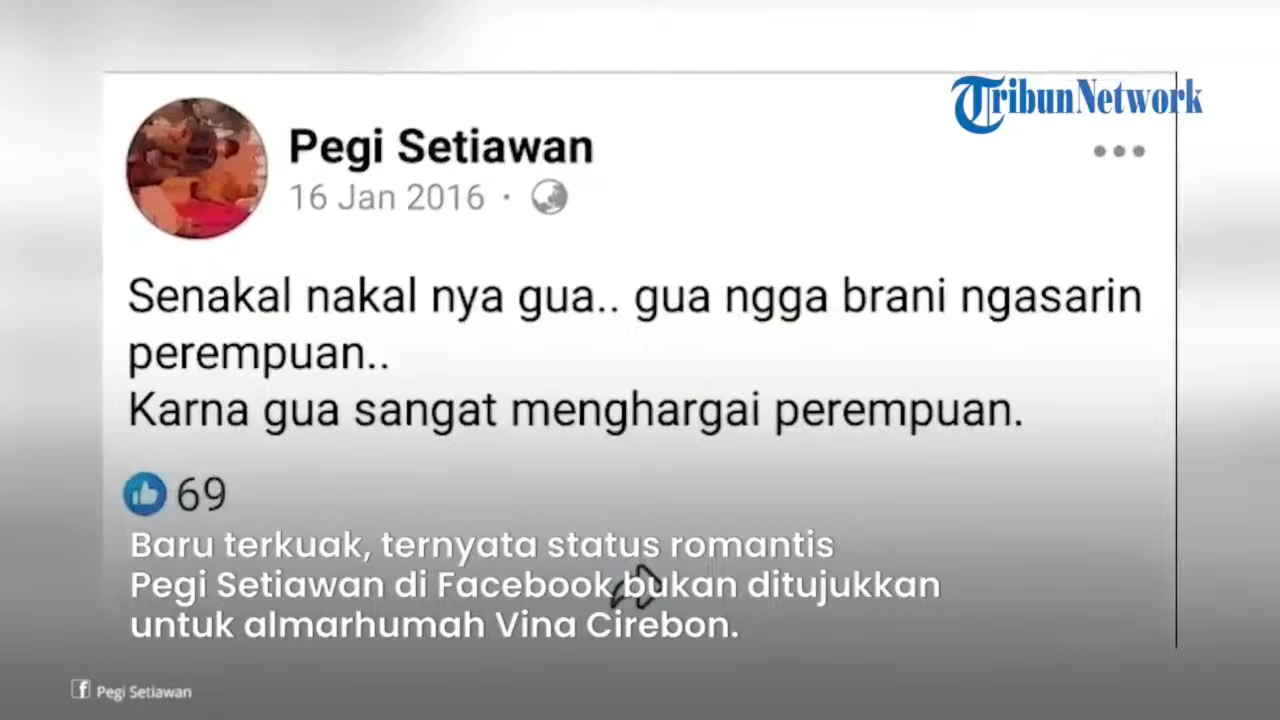 TribunNetwork
Pegi Setiawan
16 Jan 2016 ·
Senakal nakal nya gua.. gua ngga brani ngasarin
perempuan..
Karna gua sangat menghargai perempuan.
69
Baru terkuak, ternyata status romantis
Pegi Setiawan di Facebook bukan ditujukkan
untuk almarhumah Vina Cirebon.
f Pegi Setiawan